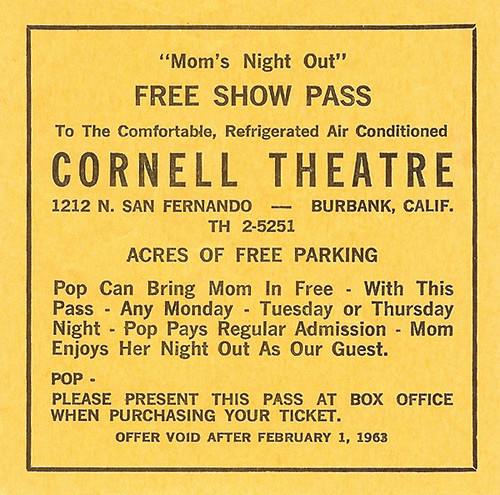 "Mom's Night Out"
FREE SHOW PASS
To The Comfortable, Refrigerated Air Conditioned
CORNELL THEATRE
1212 N. SAN FERNANDO — BURBANK, CALIF.
TH 2-5251
ACRES OF FREE PARKING
Pop Can Bring Mom In Free - With This
Pass - Any Monday - Tuesday or Thursday
Night - Pop Pays Regular Admission - Mom
Enjoys Her Night Out As Our Guest.
POP -
PLEASE PRESENT THIS PASS AT BOX OFFICE
WHEN PURCHASING YOUR TICKET.
OFFER VOID AFTER FEBRUARY 1, 1963